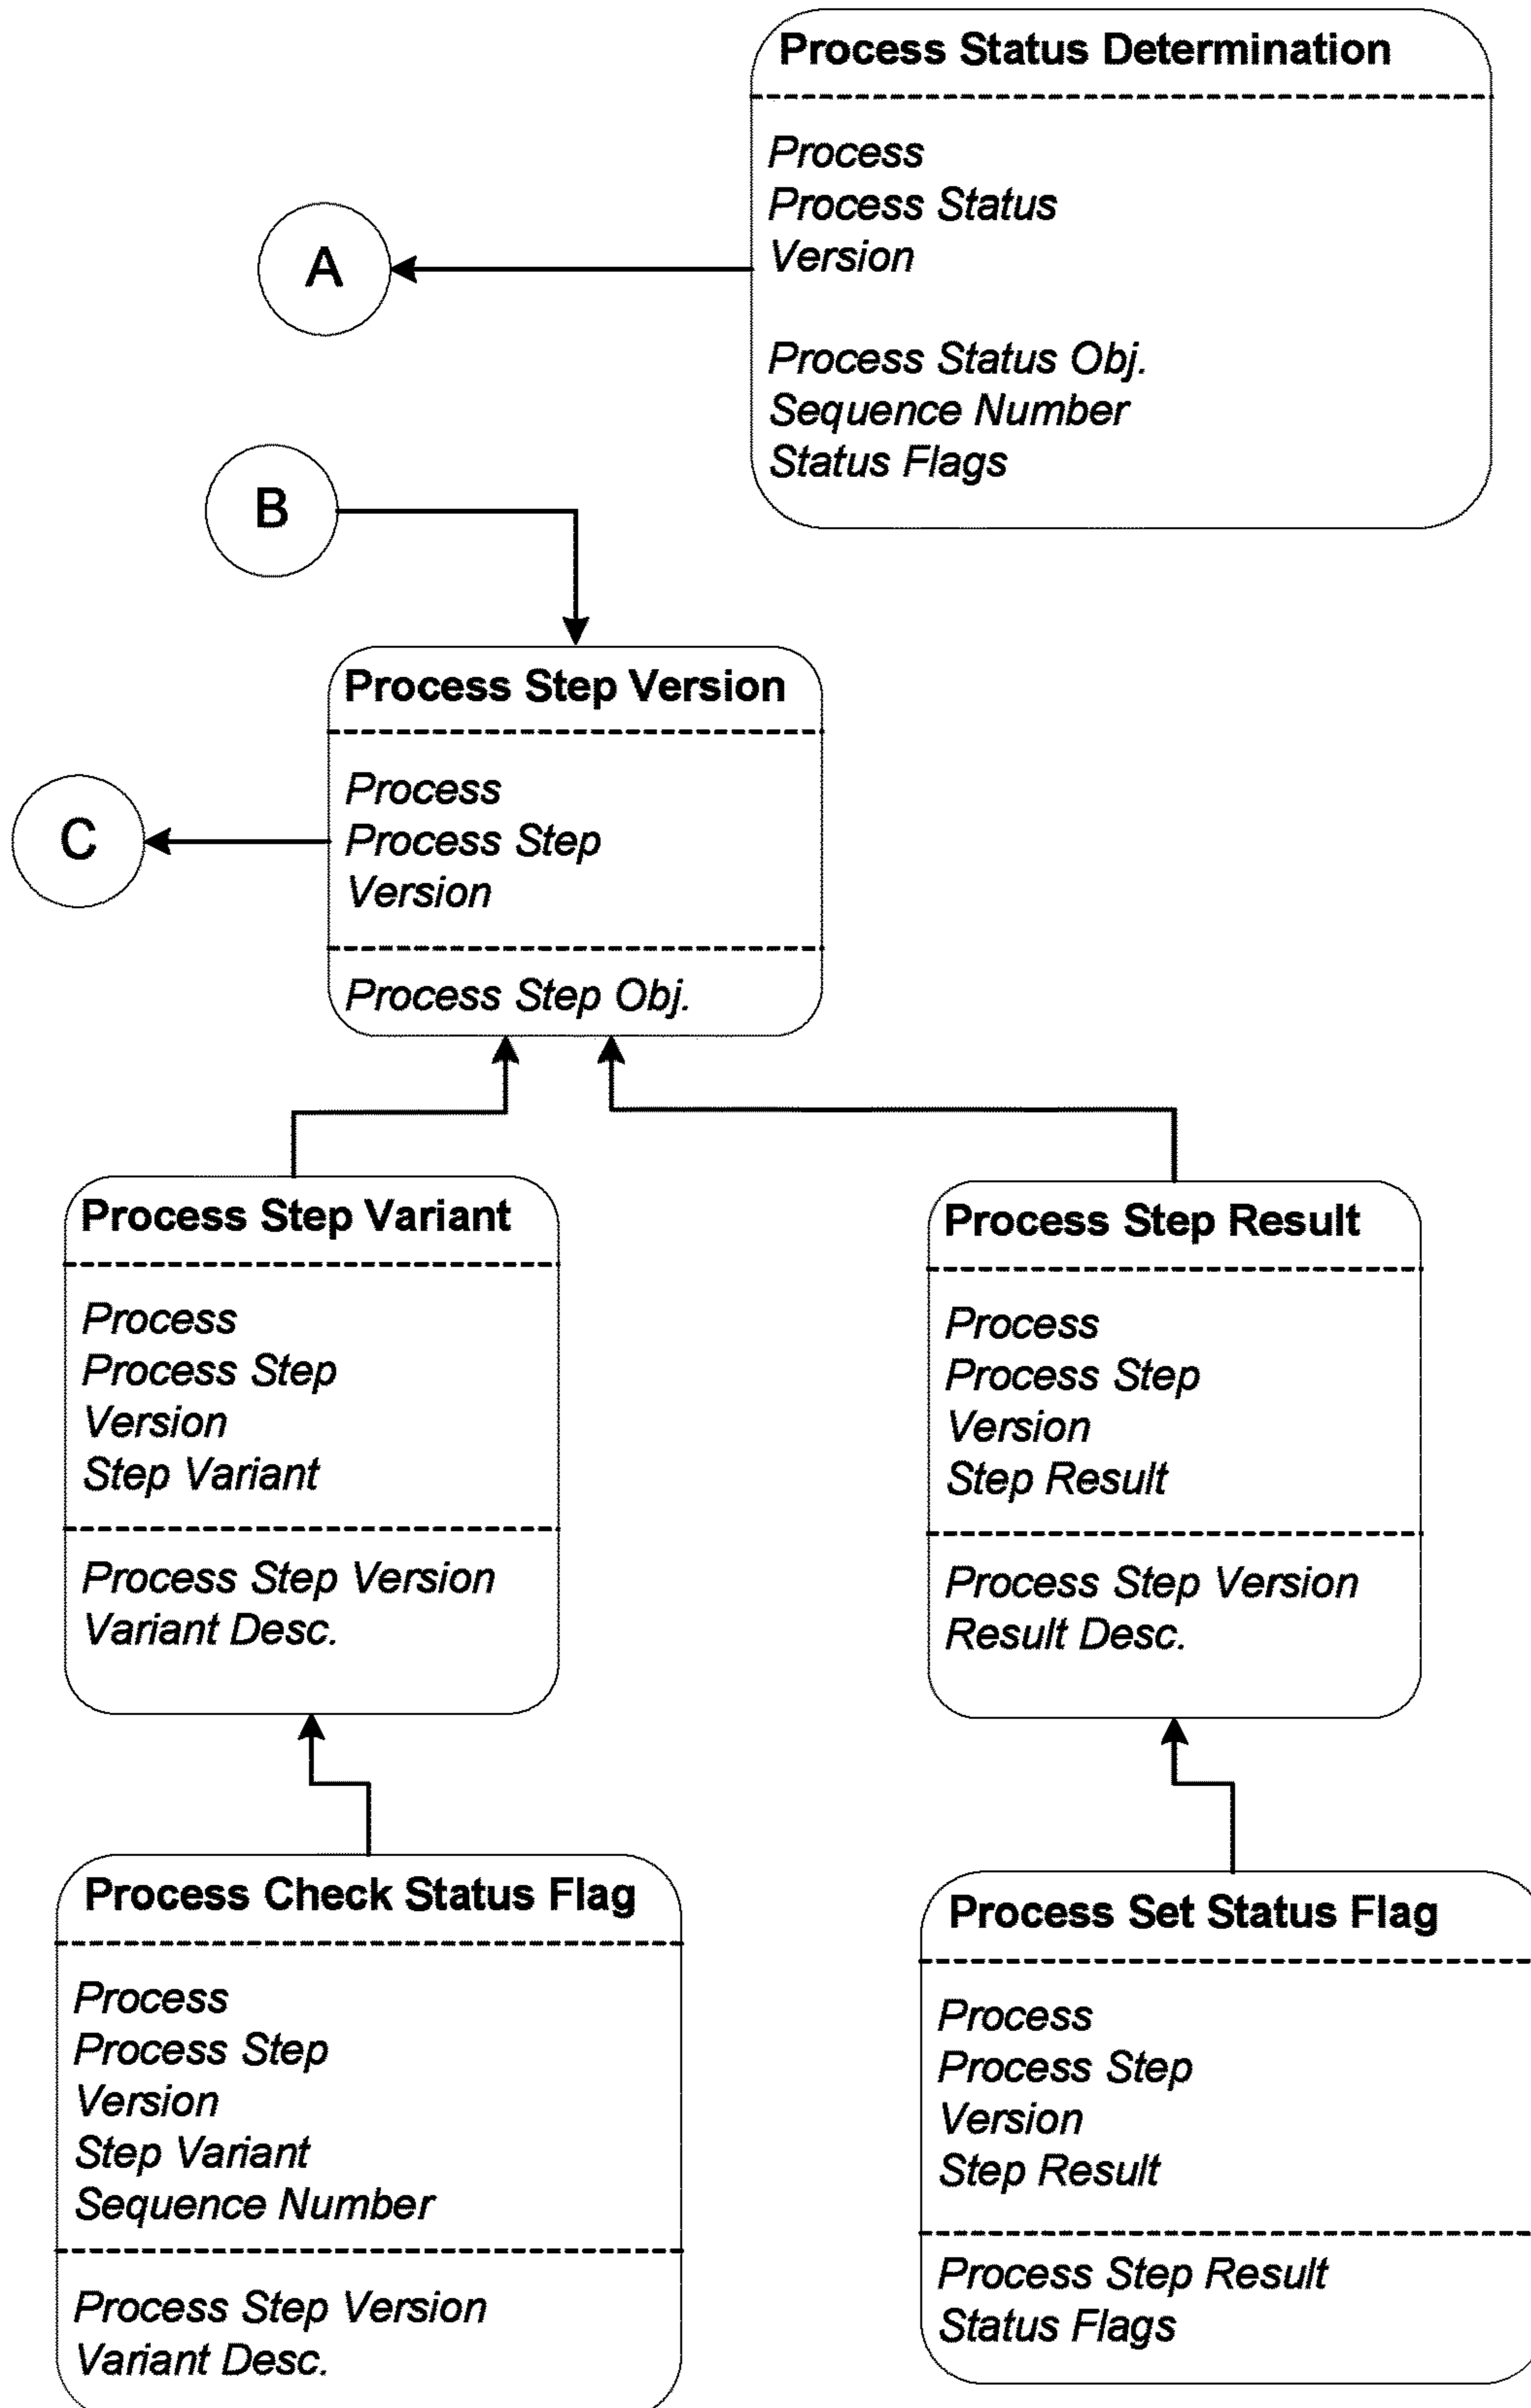 Process Status Determination
Process
Process Status
Version
Process Status Obj.
Sequence Number
Status Flags
A
B
Process Step Version
Process
Process Step
Version
Process Step Obj.
C
Process Step Variant
Process
Process Step
Version
Step Variant
Process Step Version
Variant Desc.
Process Step Result
Process
Process Step
Version
Step Result
Process Step Version
Result Desc.
Process Check Status Flag
Process
Process Step
Version
Step Variant
Sequence Number
Process Step Version
Variant Desc.
Process Set Status Flag
Process
Process Step
Version
Step Result
Process Step Result
Status Flags